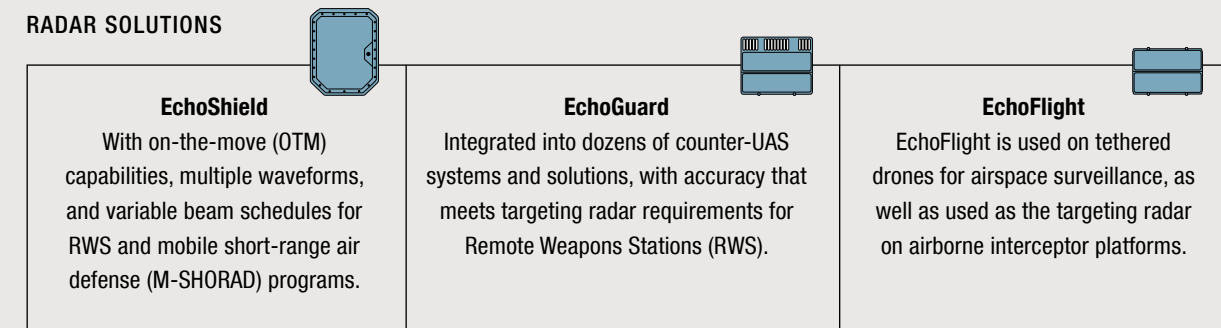 RADAR SOLUTIONS
EchoShield
With on-the-move (OTM)
capabilities, multiple waveforms,
and variable beam schedules for
RWS and mobile short-range air
defense (M-SHORAD) programs.
EchoGuard
Integrated into dozens of counter-UAS
systems and solutions, with accuracy that
meets targeting radar requirements for
Remote Weapons Stations (RWS).
EchoFlight
EchoFlight is used on tethered
drones for airspace surveillance, as
well as used as the targeting radar
on airborne interceptor platforms.